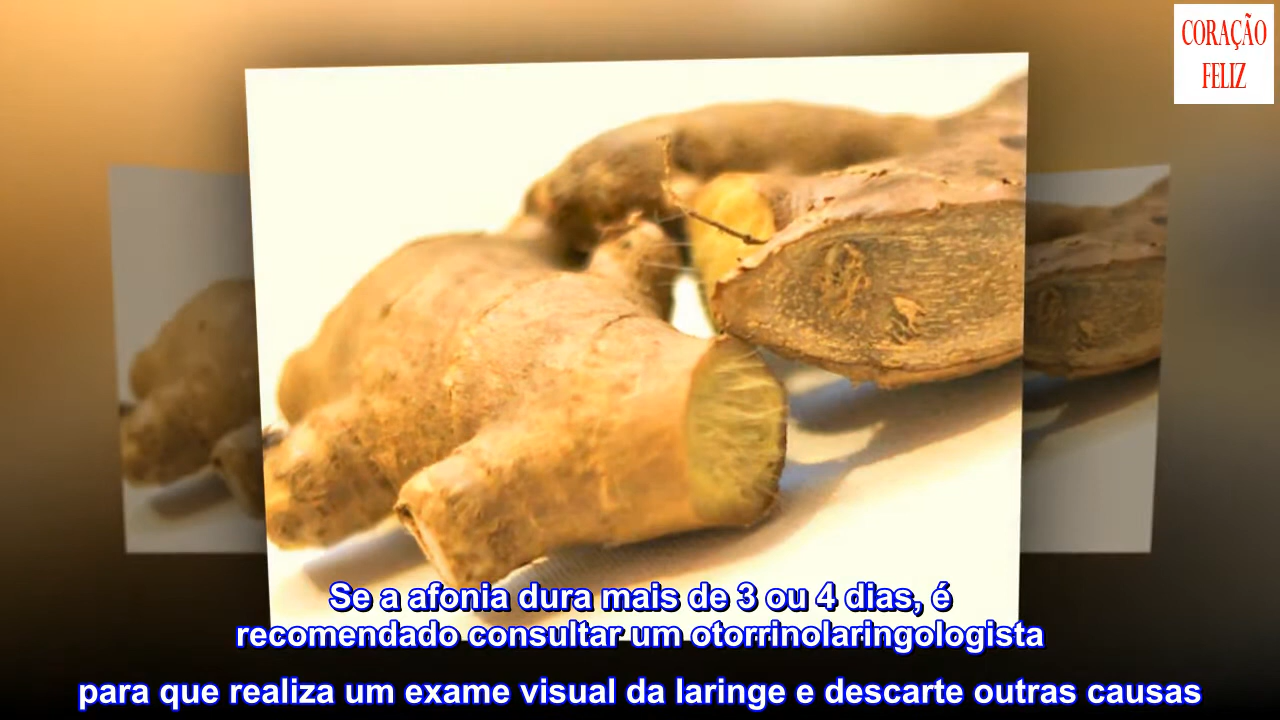 CORAÇÃO
FELIZ
Se a afonia dura mais de 3 ou 4 dias, é
recomendado consultar um otorrinolaringologista
para que realiza um exame visual da laringe e descarte outras causas